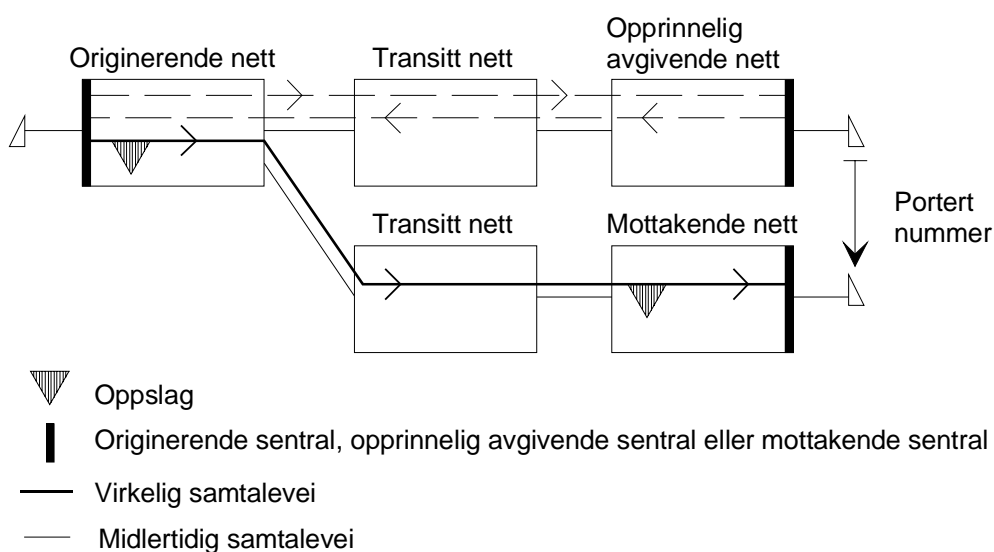 Opprinnelig
Originerende nett
Transitt nett
avgivende nett
Portert
nummer
Transitt nett
Mottakende nett
Oppslag
Originerende sentral, opprinnelig avgivende sentral eller mottakende sentral
Virkelig samtalevei
Midlertidig samtalevei